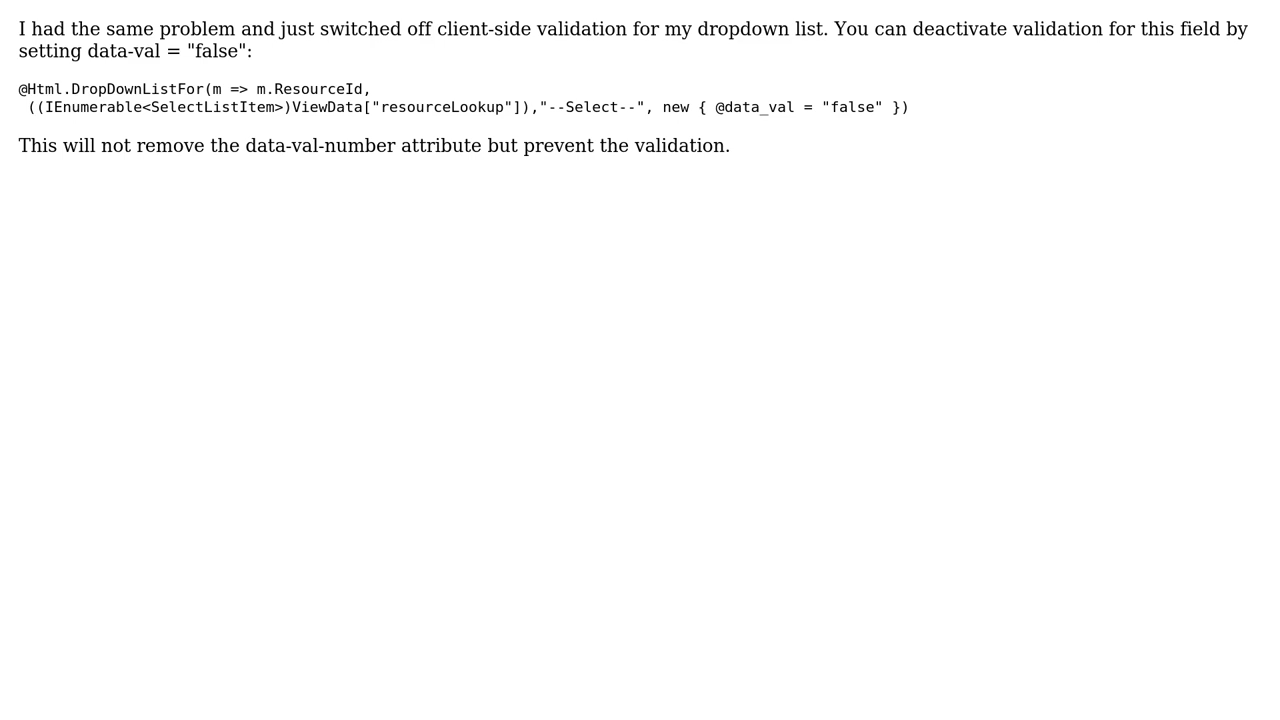 I had the same problem and just switched off client-side validation for my dropdown list. You can deactivate validation for this field by
setting data-val = "false":
@Html.DropDownListFor(m => m.ResourceId,
 ((IEnumerable<SelectListItem>)ViewData["resourceLookup"]),"--Select--", new { @data_val = "false" })
This will not remove the data-val-number attribute but prevent the validation.